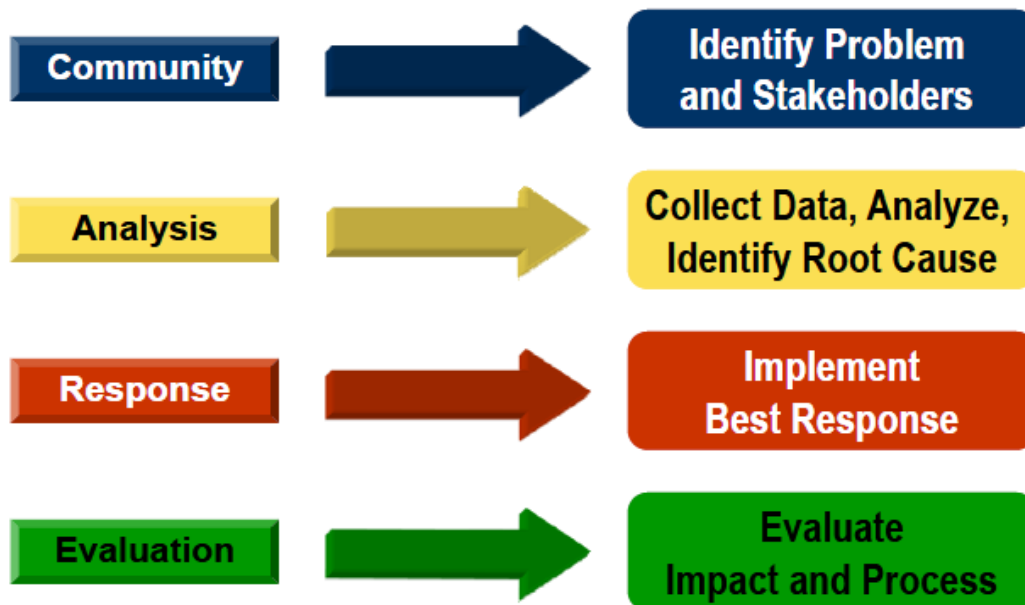 Community
Identify Problem
and Stakeholders
Analysis
Collect Data, Analyze,
Identify Root Cause
Response
Implement
Best Response
Evaluation
Evaluate
Impact and Process